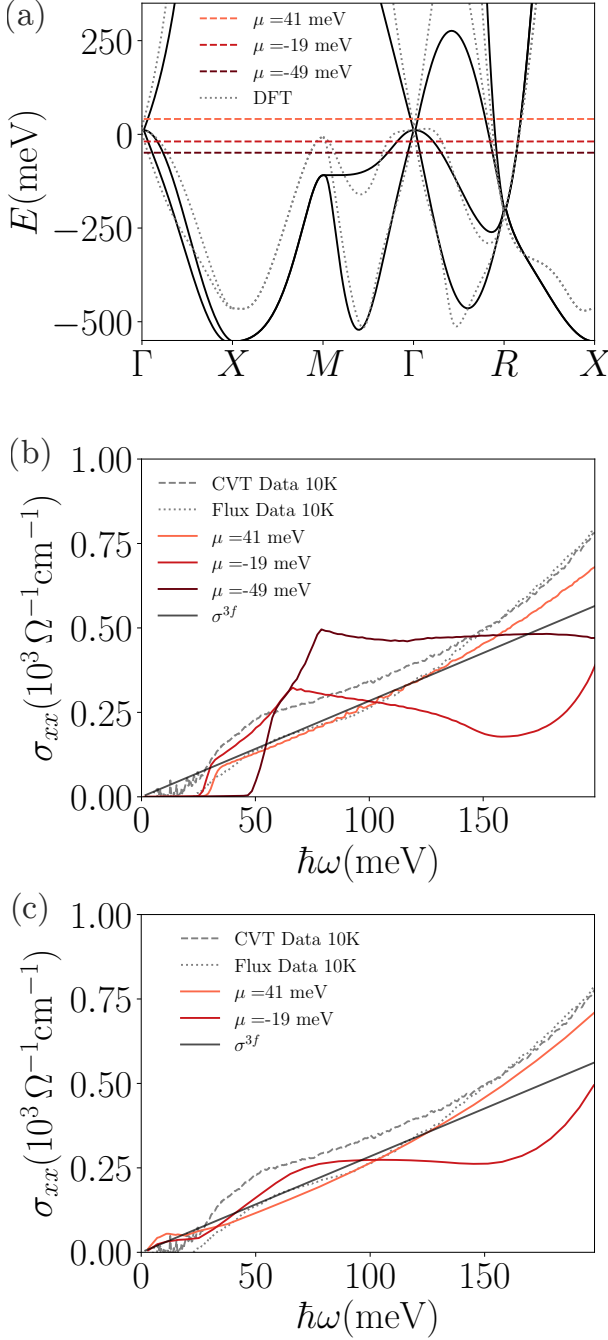 (a)
μ =41 meV
μ =-19 meV
μ =-49 meV
DFT
E(meV)
250
0
−250
−500
Γ X M Γ R X
(b)
σxx(10³ Ω⁻¹cm⁻¹)
1.00
0.75
0.50
0.25
0.00
CVT Data 10K
Flux Data 10K
μ =41 meV
μ =-19 meV
μ =-49 meV
σ³ᶠ
0 50 100 150
ℏω(meV)
(c)
σxx(10³ Ω⁻¹cm⁻¹)
1.00
0.75
0.50
0.25
0.00
CVT Data 10K
Flux Data 10K
μ =41 meV
μ =-19 meV
σ³ᶠ
0 50 100 150
ℏω(meV)